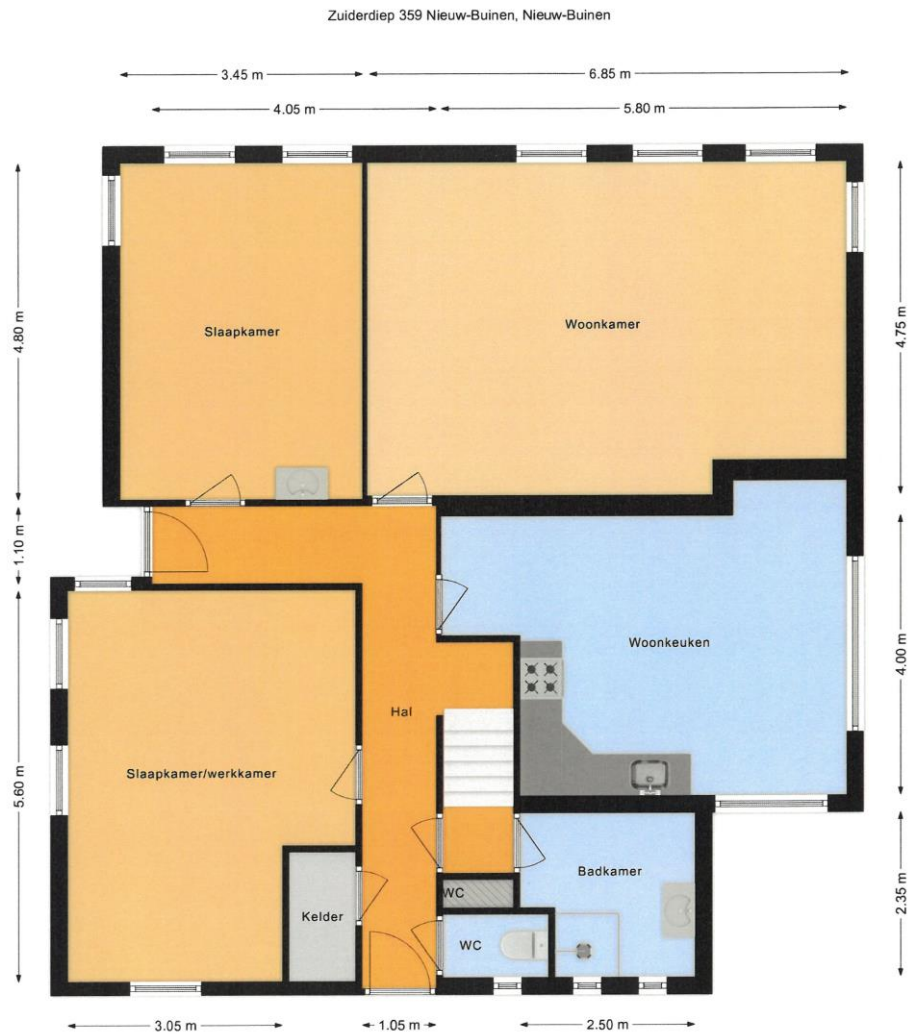 Zuiderdiep 359 Nieuw-Buinen, Nieuw-Buinen
3.45 m
6.85 m
4.05 m
5.80 m
4.80 m
4.75 m
Slaapkamer
Woonkamer
1.10 m
4.00 m
Woonkeuken
Hal
5.60 m
Slaapkamer/werkkamer
2.35 m
Badkamer
WC
Kelder
WC
3.05 m
1.05 m
2.50 m